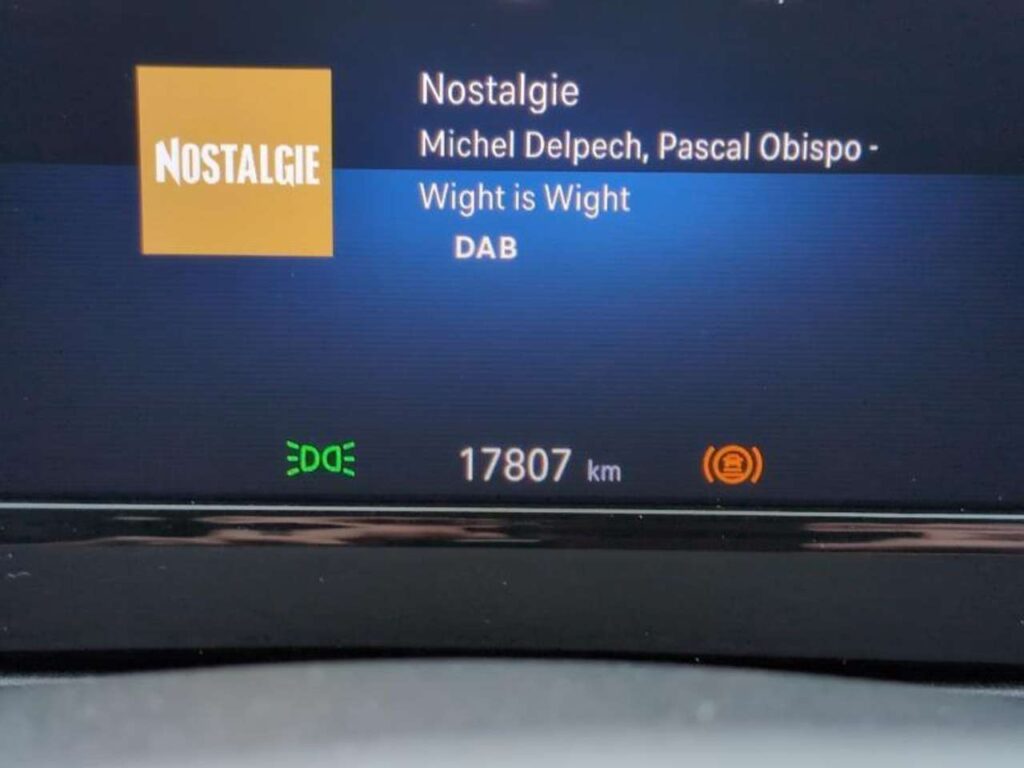 NOSTALGIE
Nostalgie
Michel Delpech, Pascal Obispo -
Wight is Wight
DAB
17807 km